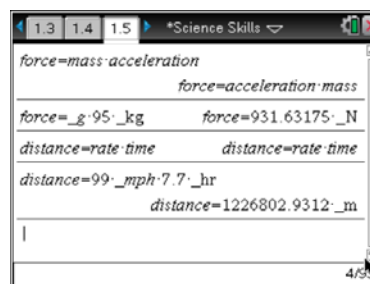 1.3 1.4 1.5 *Science Skills
force=mass·acceleration
force=acceleration·mass
force=_g·95·_kg force=931.63175·_N
distance=rate·time distance=rate·time
distance=99·_mph·7.7·_hr
distance=1226802.9312·_m